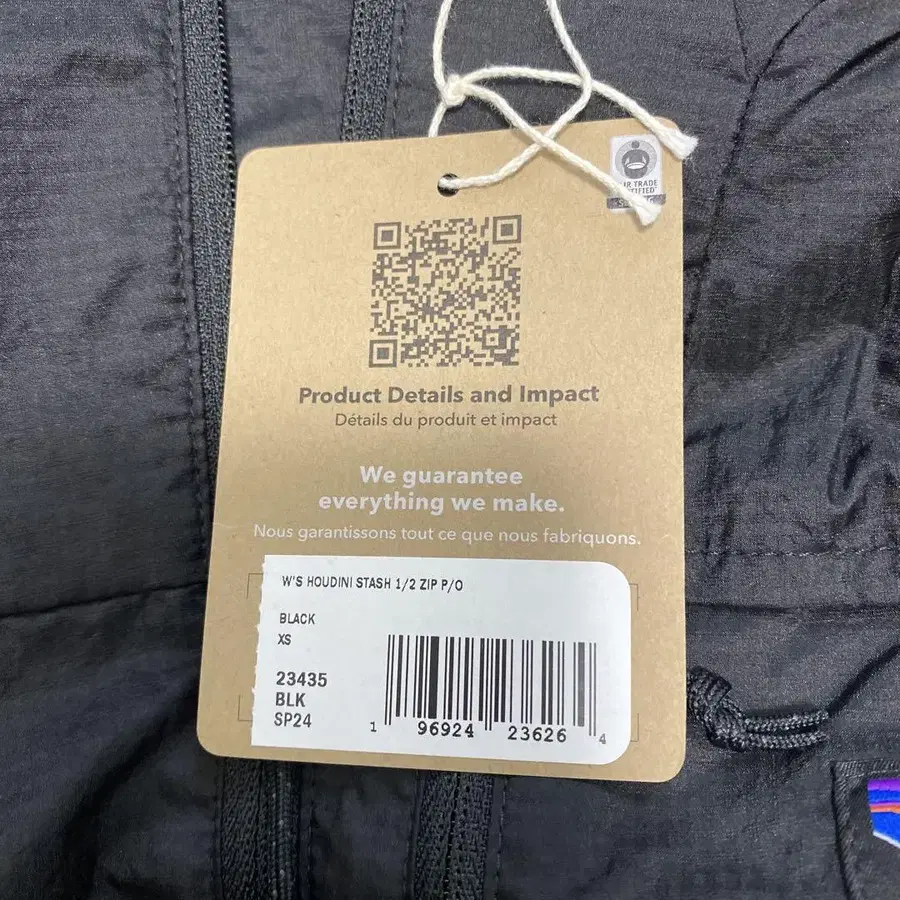 TRADE
Product Details and Impact
Détails du produit et impact
We guarantee
everything we make.
Nous garantissons tout ce que nous fabriquons.
W'S HOUDINI STASH 1/2 ZIP P/O
BLACK
XS
23435
BLK
SP24
1 96924 23626 4